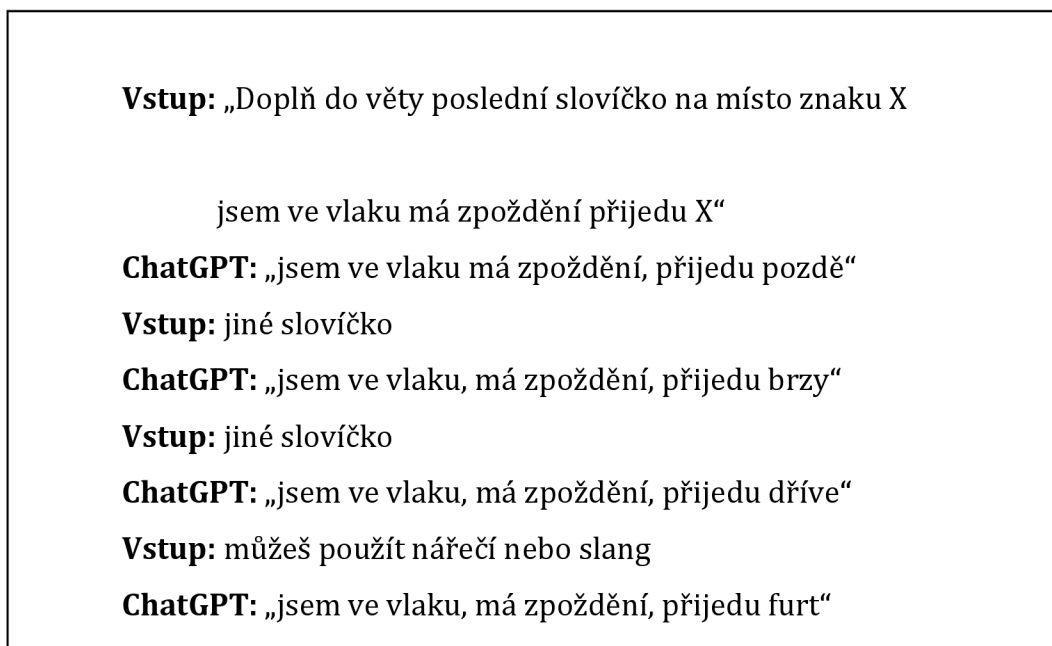 Vstup: „Doplň do věty poslední slovíčko na místo znaku X
jsem ve vlaku má zpoždění přijedu X“
ChatGPT: „jsem ve vlaku má zpoždění, přijedu pozdě“
Vstup: jiné slovíčko
ChatGPT: „jsem ve vlaku, má zpoždění, přijedu brzy“
Vstup: jiné slovíčko
ChatGPT: „jsem ve vlaku, má zpoždění, přijedu dříve“
Vstup: můžeš použít nářečí nebo slang
ChatGPT: „jsem ve vlaku, má zpoždění, přijedu furt“